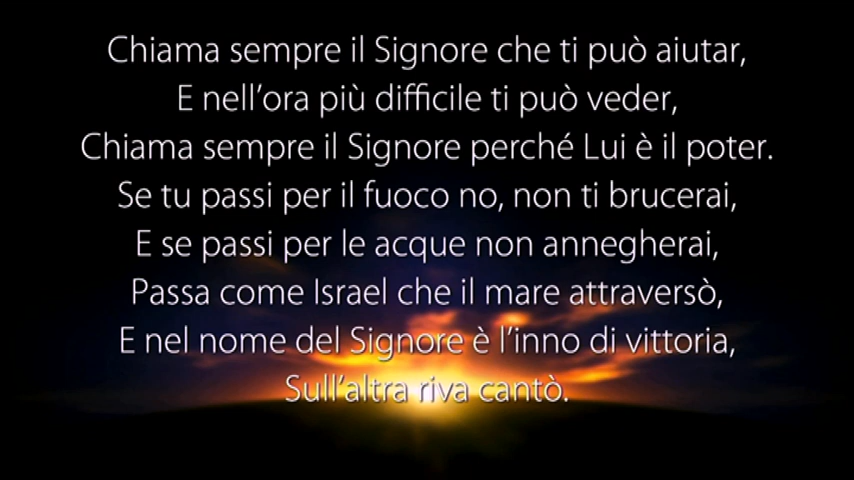 Chiama sempre il Signore che ti può aiutar,
E nell’ora più difficile ti può veder,
Chiama sempre il Signore perché Lui è il poter.
Se tu passi per il fuoco no, non ti brucerai,
E se passi per le acque non annegherai,
Passa come Israel che il mare attraversò,
E nel nome del Signore è l’inno di vittoria,
Sull’altra riva cantò.